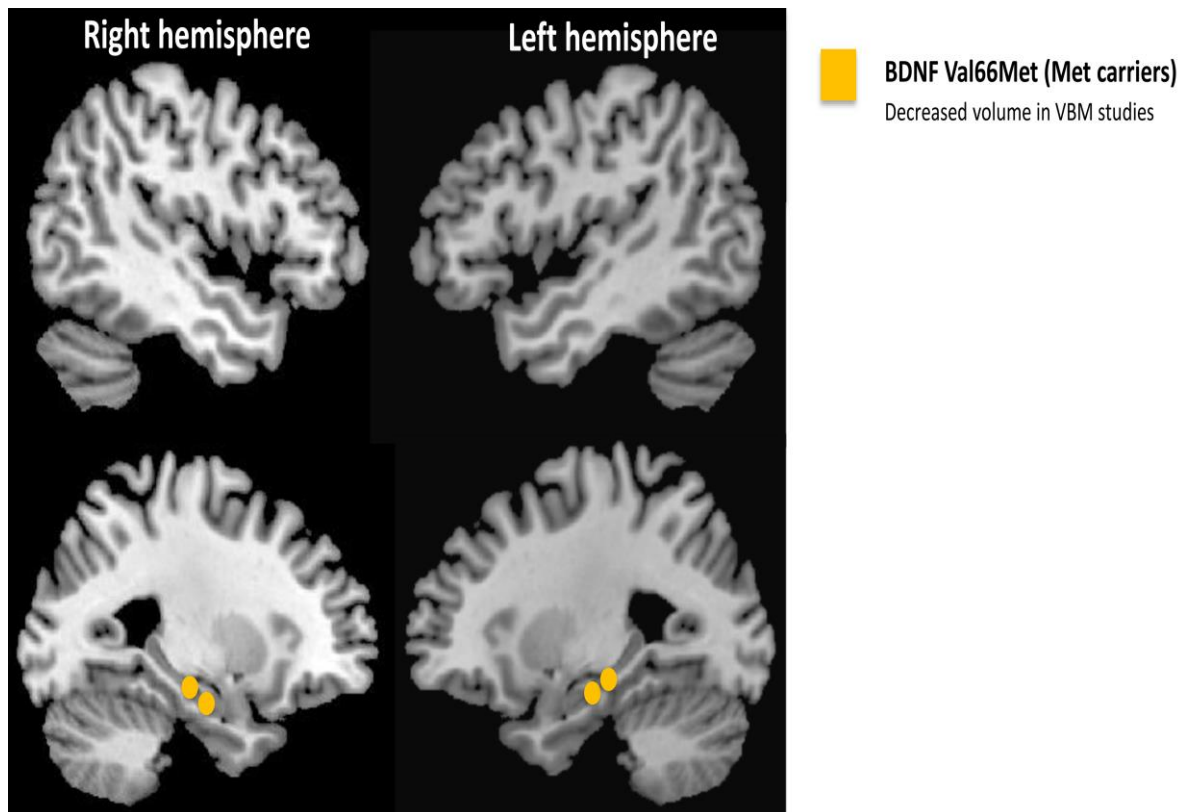 Right hemisphere
Left hemisphere
BDNF Val66Met (Met carriers)
Decreased volume in VBM studies